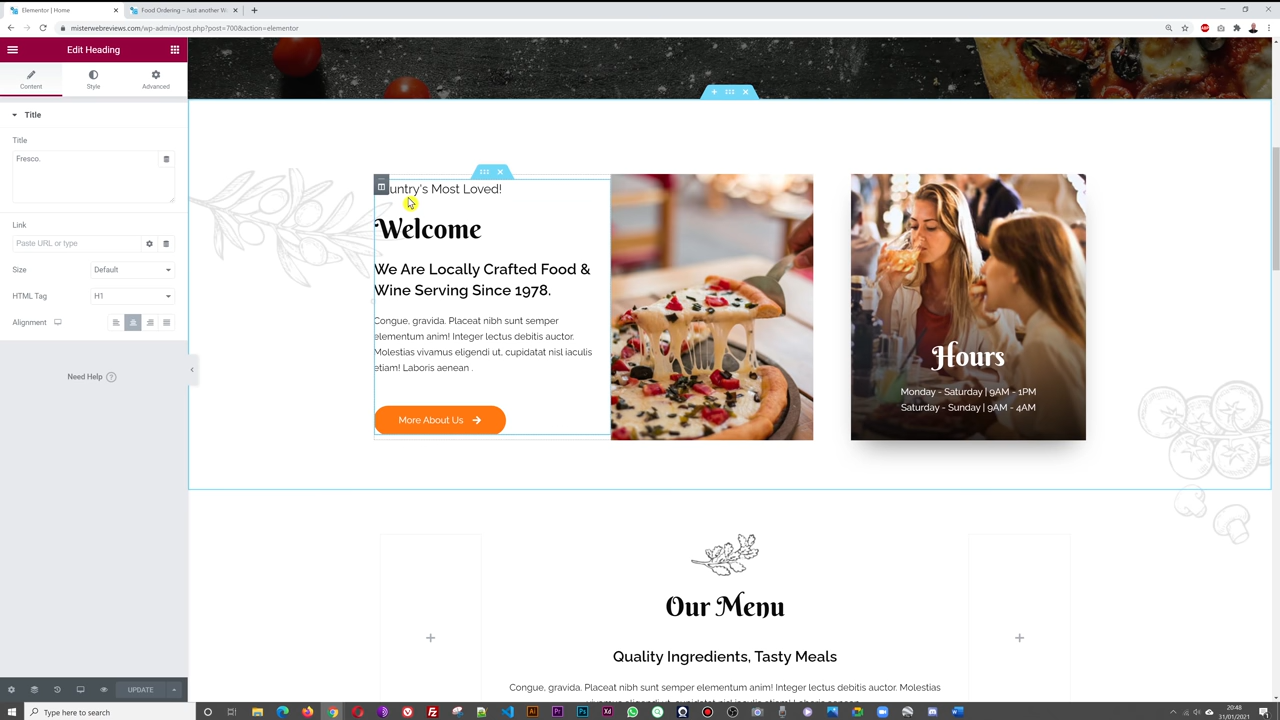 Elementor | Home
Food Ordering – Just another W
misterwebreviews.com/wp-admin/post.php?post=700&action=elementor
Edit Heading
Content
Style
Advanced
Title
Title
Fresco.
Link
Paste URL or type
Size
Default
HTML Tag
H1
Alignment
Need Help
UPDATE
untry's Most Loved!
Welcome
We Are Locally Crafted Food &
Wine Serving Since 1978.
Congue, gravida. Placeat nibh sunt semper
elementum anim! Integer lectus debitis auctor.
Molestias vivamus eligendi ut, cupidatat nisl iaculis
etiam! Laboris aenean .
More About Us
Hours
Monday - Saturday | 9AM - 1PM
Saturday - Sunday | 9AM - 4AM
Our Menu
Quality Ingredients, Tasty Meals
Congue, gravida. Placeat nibh sunt semper elementum anim! Integer lectus debitis auctor. Molestias
Type here to search
20:48
31/01/2021